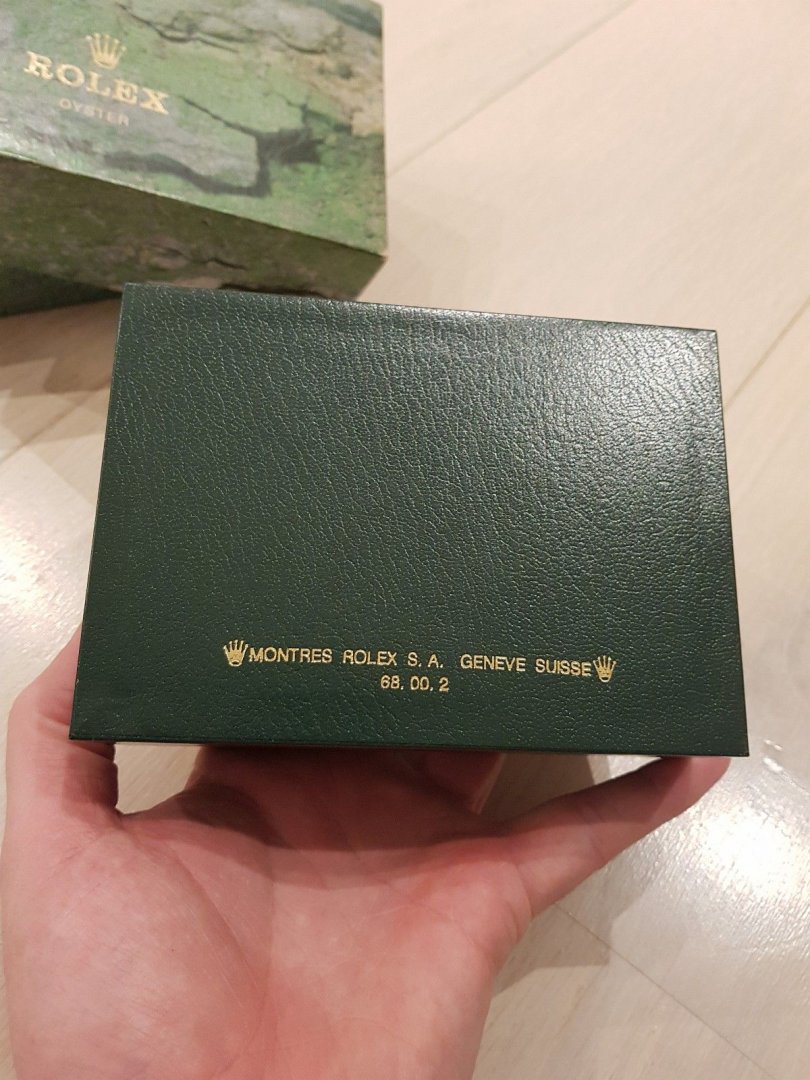 ROLEX
OYSTER
MONTRES ROLEX S.A. GENEVE SUISSE
68.00.2